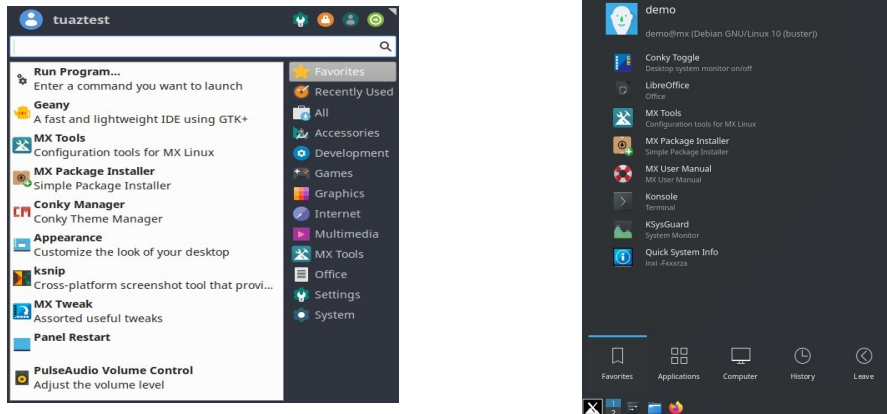 tuaztest
Run Program...
Enter a command you want to launch
Geany
A fast and lightweight IDE using GTK+
MX Tools
Configuration tools for MX Linux
MX Package Installer
Simple Package Installer
Conky Manager
Conky Theme Manager
Appearance
Customize the look of your desktop
ksnip
Cross-platform screenshot tool that provi...
MX Tweak
Assorted useful tweaks
Panel Restart
PulseAudio Volume Control
Adjust the volume level
Favorites
Recently Used
All
Accessories
Development
Games
Graphics
Internet
Multimedia
MX Tools
Office
Settings
System
demo
demo@mx (Debian GNU/Linux 10 (buster))
Conky Toggle
Desktop system monitor on/off
LibreOffice
Office
MX Tools
Configuration tools for MX Linux
MX Package Installer
Simple Package Installer
MX User Manual
MX User Manual
Konsole
Terminal
KSysGuard
System Monitor
Quick System Info
inxi -Fxxxrza
Favorites
Applications
Computer
History
Leave
1
2